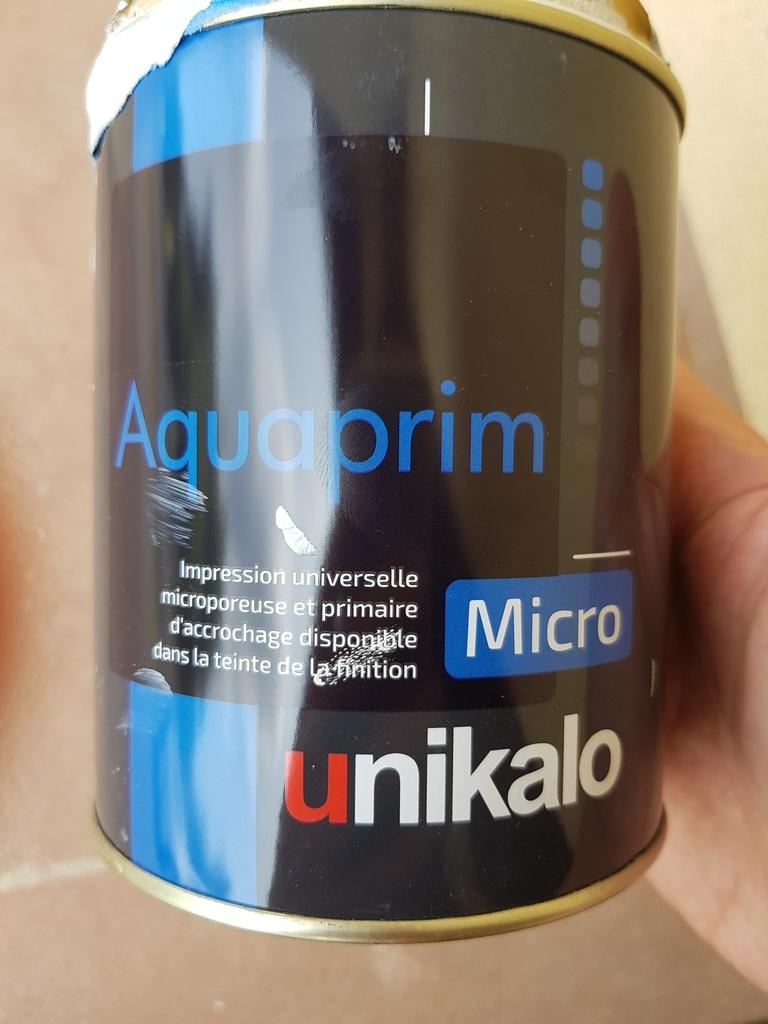 Aquaprim
Impression universelle
microporeuse et primaire
d'accrochage disponible
dans la teinte de la finition
Micro
unikalo